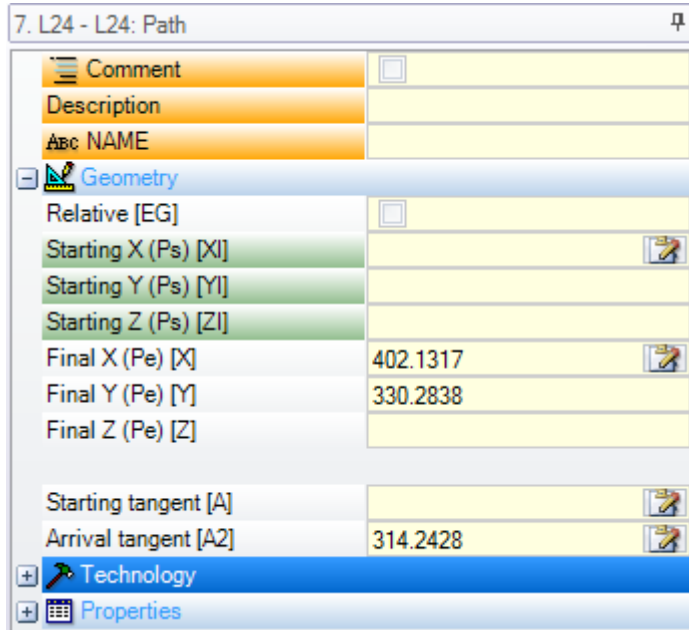 7. L24 - L24: Path
Comment
Description
ABC NAME
Geometry
Relative [EG]
Starting X (Ps) [XI]
Starting Y (Ps) [YI]
Starting Z (Ps) [ZI]
Final X (Pe) [X] 402.1317
Final Y (Pe) [Y] 330.2838
Final Z (Pe) [Z]
Starting tangent [A]
Arrival tangent [A2] 314.2428
Technology
Properties